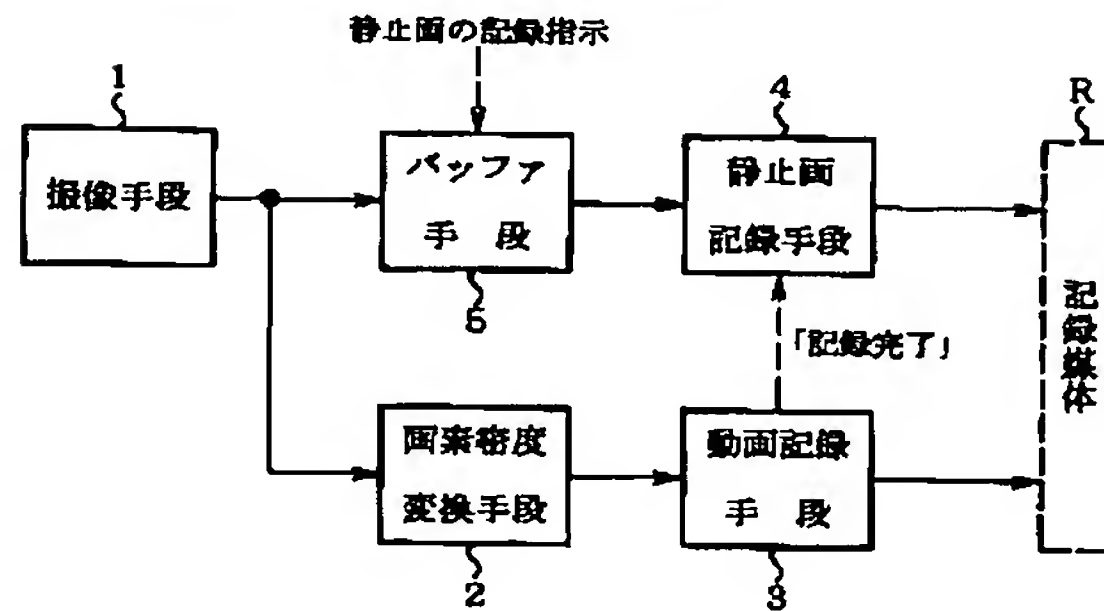 静止画の記録指示
1
撮像手段
バッファ
手 段
5
4
静止画
記録手段
R
記録媒体
「記録完了」
画素密度
変換手段
2
動画記録
手 段
3